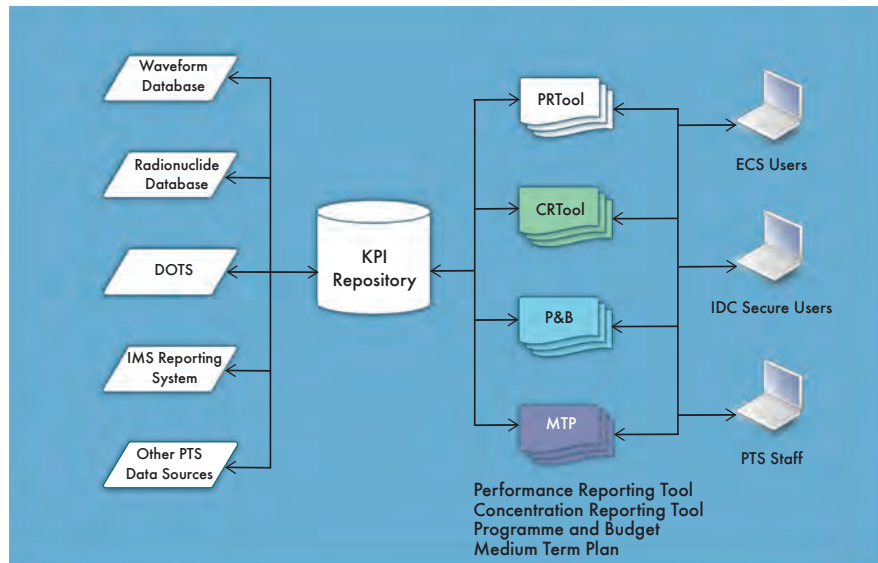 Waveform
Database
Radionuclide
Database
DOTS
IMS Reporting
System
Other PTS
Data Sources
KPI
Repository
PRTool
CRTool
P&B
MTP
Performance Reporting Tool
Concentration Reporting Tool
Programme and Budget
Medium Term Plan
ECS Users
IDC Secure Users
PTS Staff